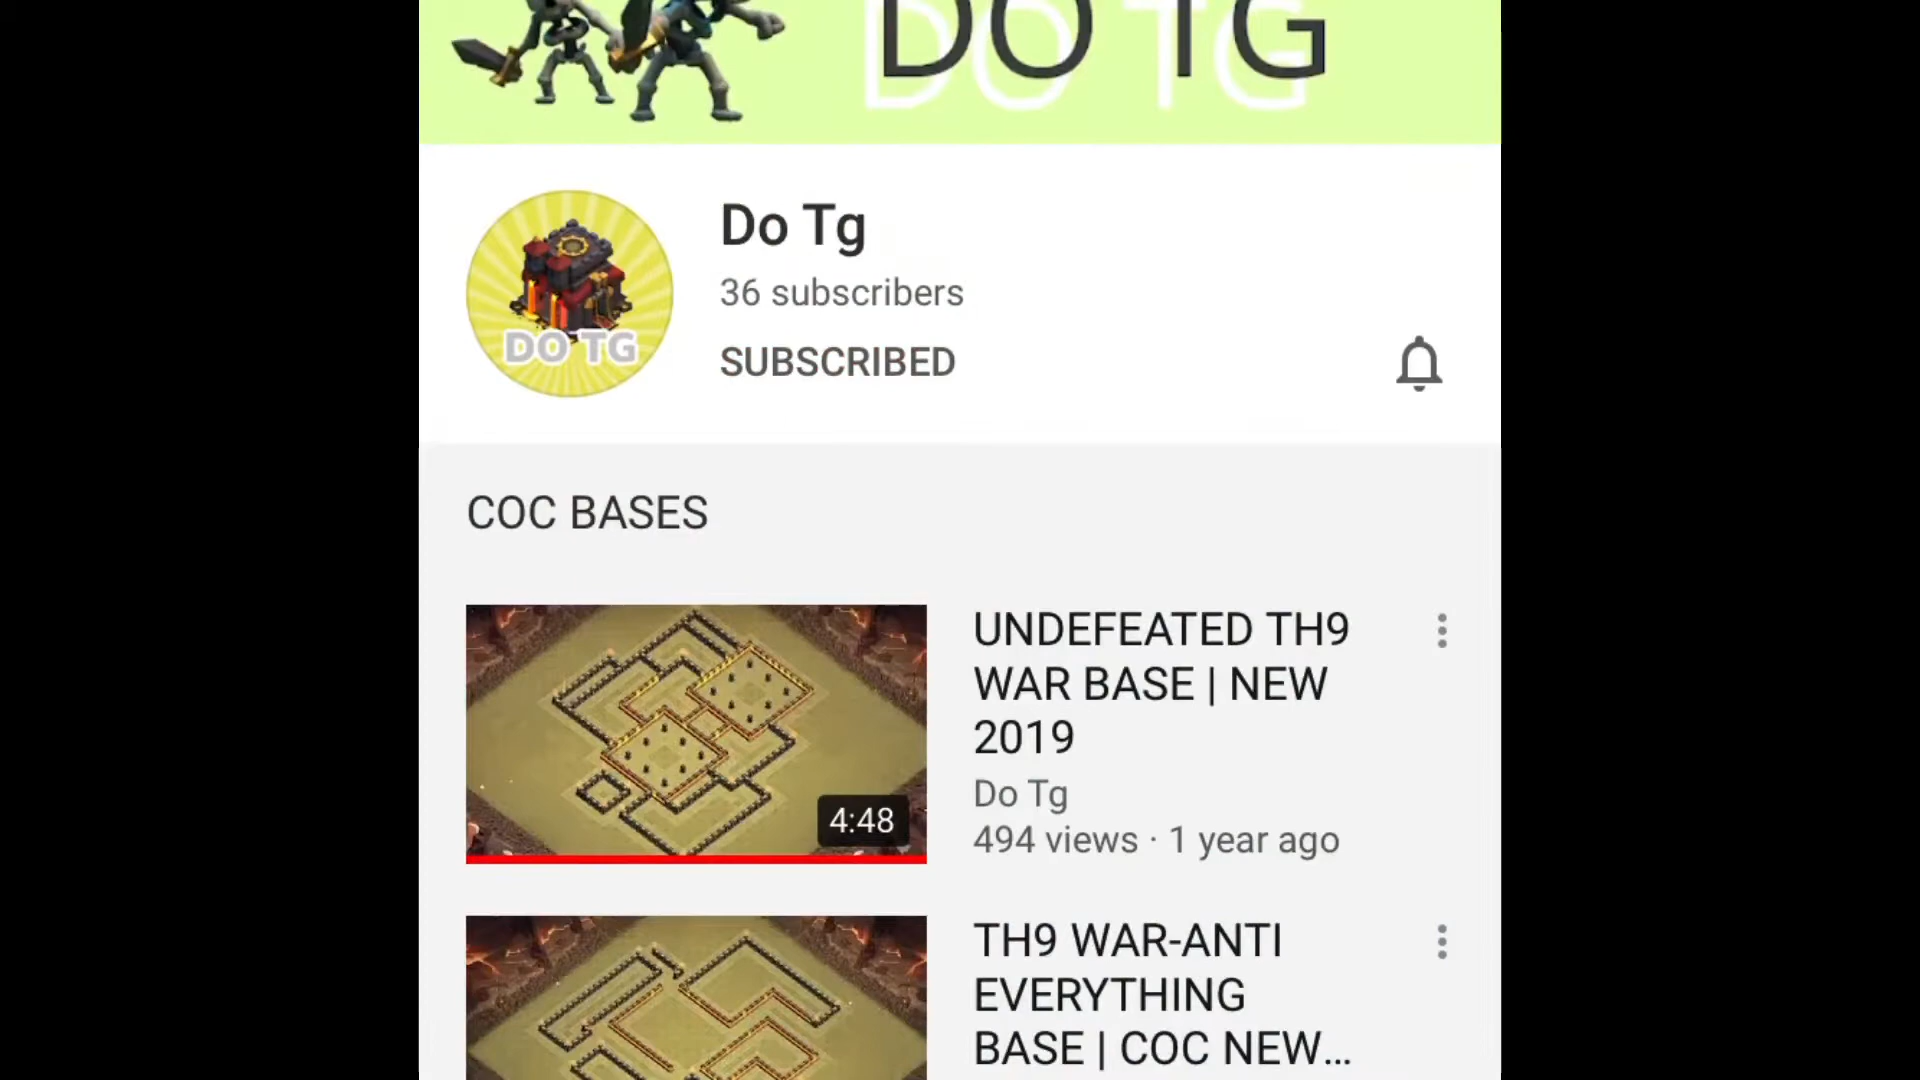 DO TG
Do Tg
36 subscribers
DO TG
SUBSCRIBED
COC BASES
UNDEFEATED TH9
WAR BASE | NEW
2019
Do Tg
4:48
494 views · 1 year ago
TH9 WAR-ANTI
EVERYTHING
BASE | COC NEW...